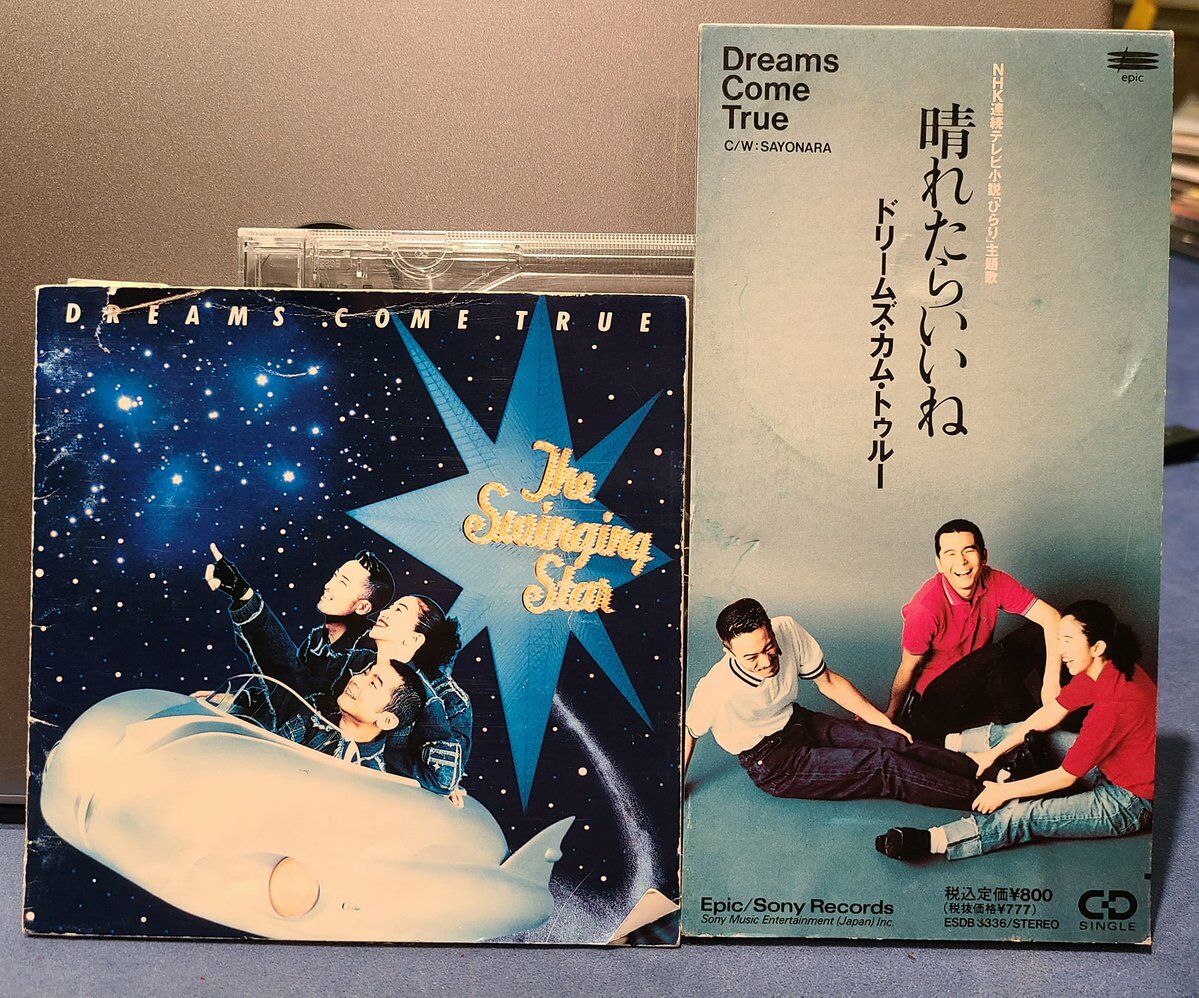 DREAMS COME TRUE
The
Swinging
Star
Dreams
Come
True
C/W:SAYONARA
epic
NHK連続テレビ小説「ひらり」主題歌
晴れたらいいね
ドリームズ・カム・トゥルー
Epic/Sony Records
Sony Music Entertainment (Japan) Inc.
税込定価¥800
(税抜価格¥777)
ESDB 3336/STEREO
CD
SINGLE